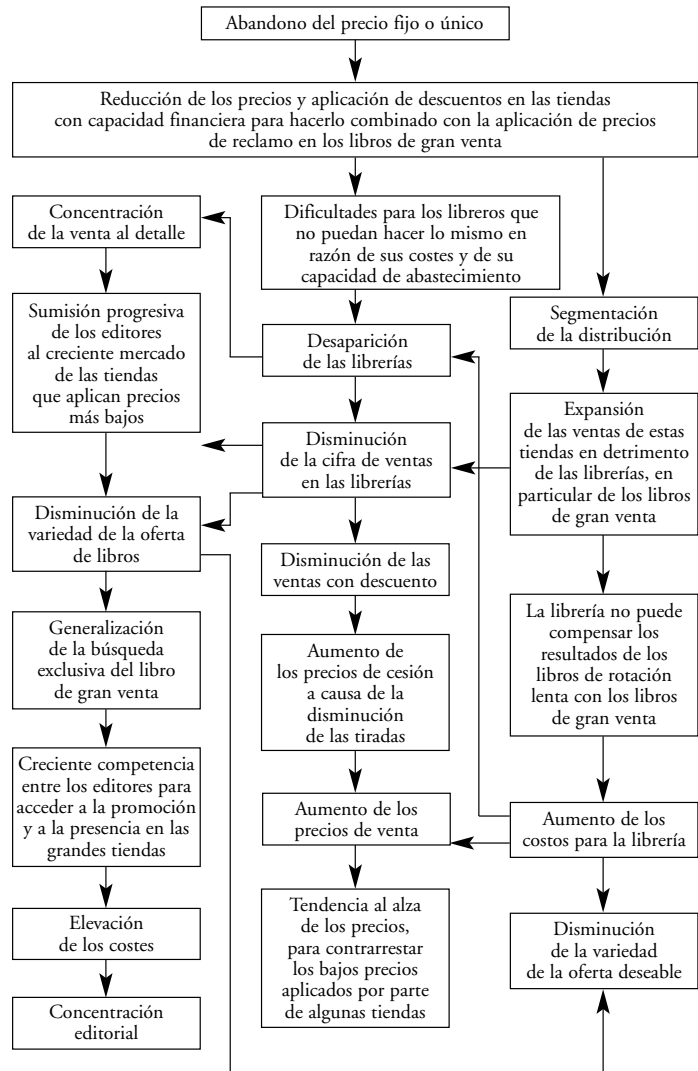 Abandono del precio fijo o único
Reducción de los precios y aplicación de descuentos en las tiendas
con capacidad financiera para hacerlo combinado con la aplicación de precios
de reclamo en los libros de gran venta
Concentración
de la venta al detalle
Sumisión progresiva
de los editores
al creciente mercado
de las tiendas
que aplican precios
más bajos
Disminución de la
variedad de la oferta
de libros
Generalización
de la búsqueda
exclusiva del libro
de gran venta
Creciente competencia
entre los editores para
acceder a la promoción
y a la presencia en las
grandes tiendas
Elevación
de los costes
Concentración
editorial
Dificultades para los libreros que
no puedan hacer lo mismo en
razón de sus costes y de su
capacidad de abastecimiento
Desaparición
de las librerías
Disminución
de la cifra de ventas
en las librerías
Disminución de las
ventas con descuento
Aumento de
los precios de cesión
a causa de la
disminución
de las tiradas
Aumento de los
precios de venta
Tendencia al alza
de los precios,
para contrarrestar
los bajos precios
aplicados por parte
de algunas tiendas
Segmentación
de la distribución
Expansión
de las ventas de estas
tiendas en detrimento
de las librerías, en
particular de los libros
de gran venta
La librería no puede
compensar los
resultados de los
libros de rotación
lenta con los libros
de gran venta
Aumento de los
costos para la librería
Disminución
de la variedad
de la oferta deseable